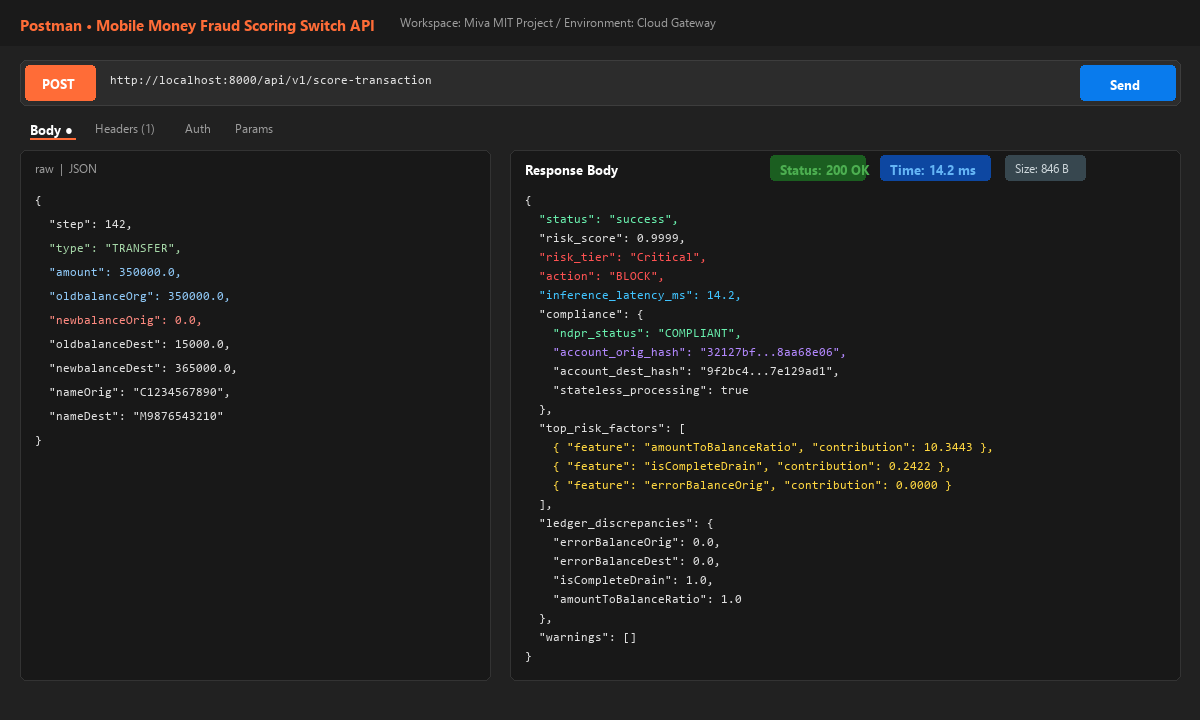 Postman • Mobile Money Fraud Scoring Switch API
Workspace: Miva MIT Project / Environment: Cloud Gateway
POST
http://localhost:8000/api/v1/score-transaction
Send
Body ●
Headers (1)
Auth
Params
raw | JSON
{
"step": 142,
"type": "TRANSFER",
"amount": 350000.0,
"oldbalanceOrg": 350000.0,
"newbalanceOrig": 0.0,
"oldbalanceDest": 15000.0,
"newbalanceDest": 365000.0,
"nameOrig": "C1234567890",
"nameDest": "M9876543210"
}
Response Body
Status: 200 OK
Time: 14.2 ms
Size: 846 B
{
"status": "success",
"risk_score": 0.9999,
"risk_tier": "Critical",
"action": "BLOCK",
"inference_latency_ms": 14.2,
"compliance": {
"ndpr_status": "COMPLIANT",
"account_orig_hash": "32127bf...8aa68e06",
"account_dest_hash": "9f2bc4...7e129ad1",
"stateless_processing": true
},
"top_risk_factors": [
{ "feature": "amountToBalanceRatio", "contribution": 10.3443 },
{ "feature": "isCompleteDrain", "contribution": 0.2422 },
{ "feature": "errorBalanceOrig", "contribution": 0.0000 }
],
"ledger_discrepancies": {
"errorBalanceOrig": 0.0,
"errorBalanceDest": 0.0,
"isCompleteDrain": 1.0,
"amountToBalanceRatio": 1.0
},
"warnings": []
}